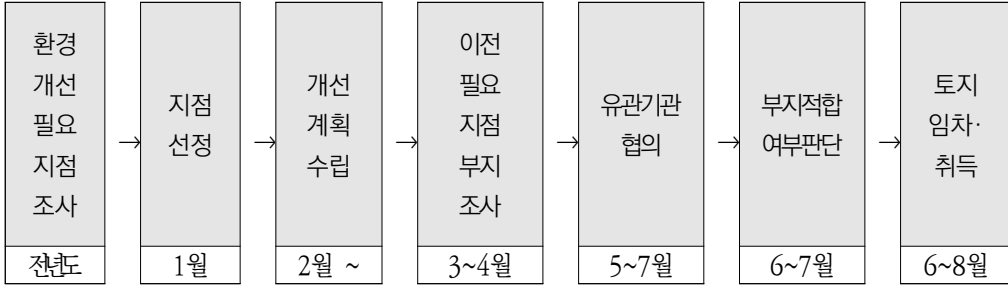 환경
개선
필요
지점
조사
전년도
→
지점
선정
1월
→
개선
계획
수립
2월 ~
→
이전
필요
지점
부지
조사
3~4월
→
유관기관
협의
5~7월
→
부지적합
여부판단
6~7월
→
토지
임차·
취득
6~8월